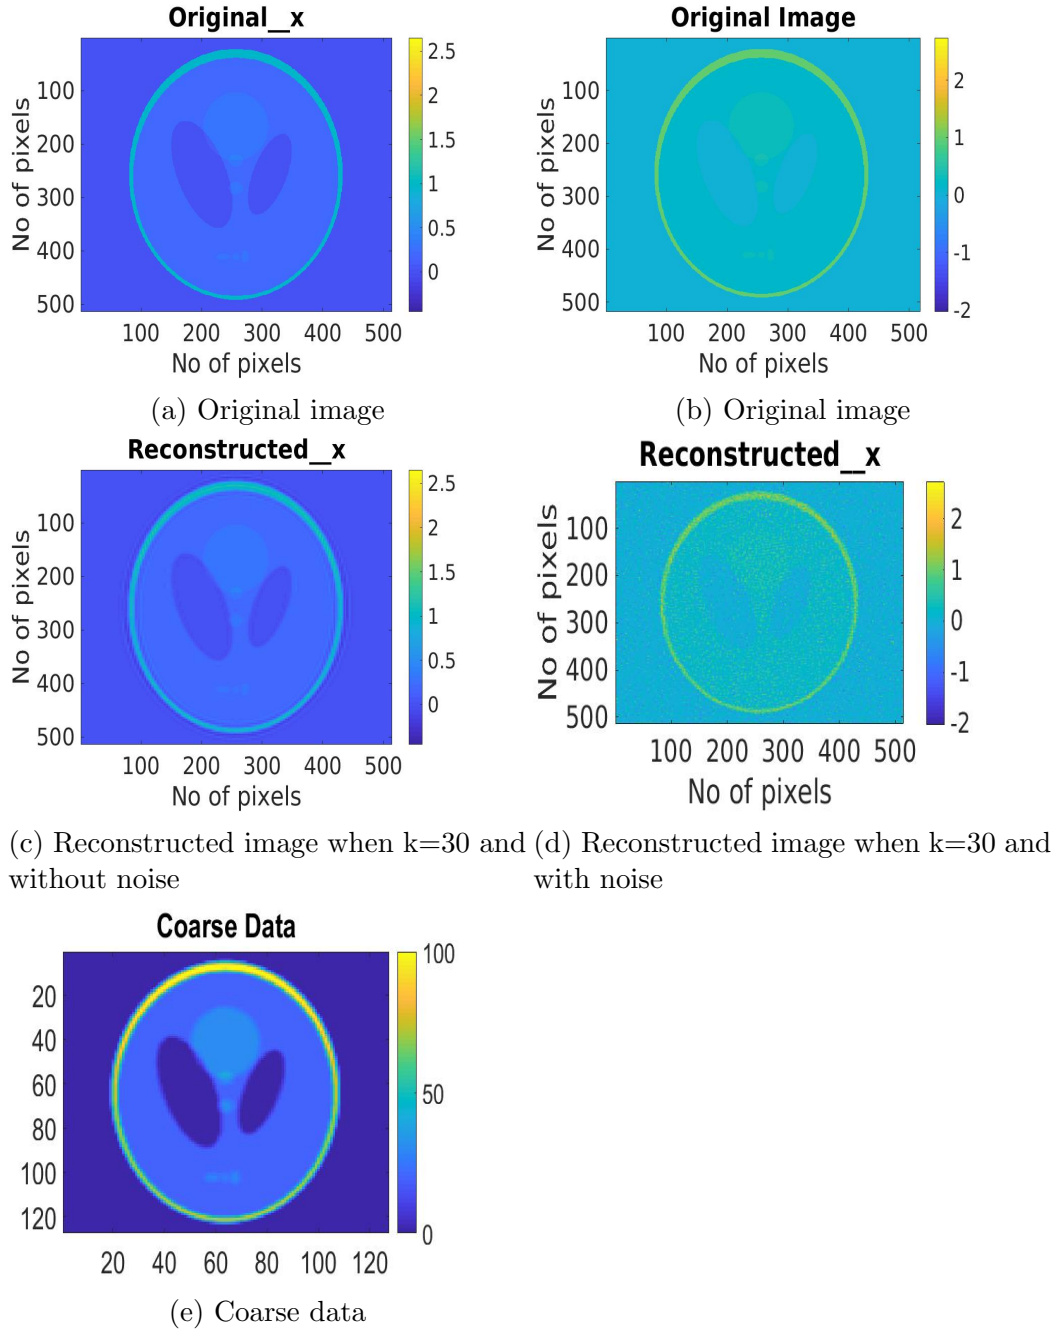 Original__x
2.5
2
1.5
1
0.5
0
100
200
300
400
500
No of pixels
100 200 300 400 500
No of pixels
(a) Original image
Original Image
2
1
0
-1
-2
100
200
300
400
500
No of pixels
100 200 300 400 500
No of pixels
(b) Original image
Reconstructed__x
2.5
2
1.5
1
0.5
0
100
200
300
400
500
No of pixels
100 200 300 400 500
No of pixels
(c) Reconstructed image when k=30 and
without noise
Reconstructed__x
2
1
0
-1
-2
100
200
300
400
500
No of pixels
100 200 300 400 500
No of pixels
(d) Reconstructed image when k=30 and
with noise
Coarse Data
100
50
0
20
40
60
80
100
120
20 40 60 80 100 120
(e) Coarse data